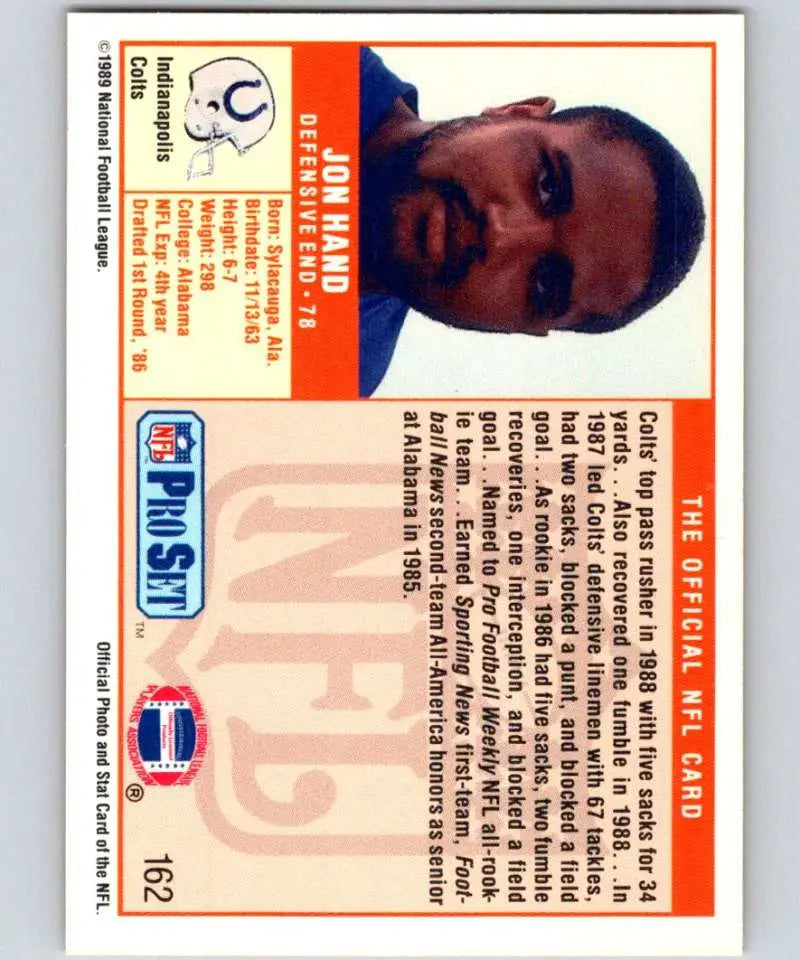 THE OFFICIAL NFL CARD
JON HAND
DEFENSIVE END • 78
Indianapolis
Colts
Born: Sylacauga, Ala.
Birthdate: 11/13/63
Height: 6-7
Weight: 298
College: Alabama
NFL Exp: 4th year
Drafted 1st Round, '86
Colts' top pass rusher in 1988 with five sacks for 34
yards...Also recovered one fumble in 1988...In
1987 led Colts' defensive linemen with 67 tackles,
had two sacks, blocked a punt, and blocked a field
goal...As rookie in 1986 had five sacks, two fumble
recoveries, one interception, and blocked a field
goal...Named to Pro Football Weekly NFL all-rook-
ie team...Earned Sporting News first-team, Foot-
ball News second-team All-America honors as senior
at Alabama in 1985.
NFL
NFL
PRO SET
TM
NATIONAL FOOTBALL LEAGUE
PLAYERS ASSOCIATION
®
162
©1989 National Football League.
Official Photo and Stat Card of the NFL.